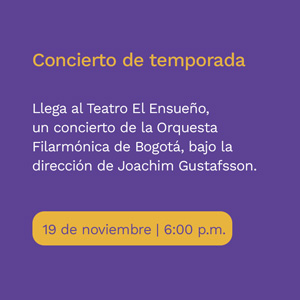 Concierto de temporada
Llega al Teatro El Ensueño,
un concierto de la Orquesta
Filarmónica de Bogotá, bajo la
dirección de Joachim Gustafsson.
19 de noviembre | 6:00 p.m.